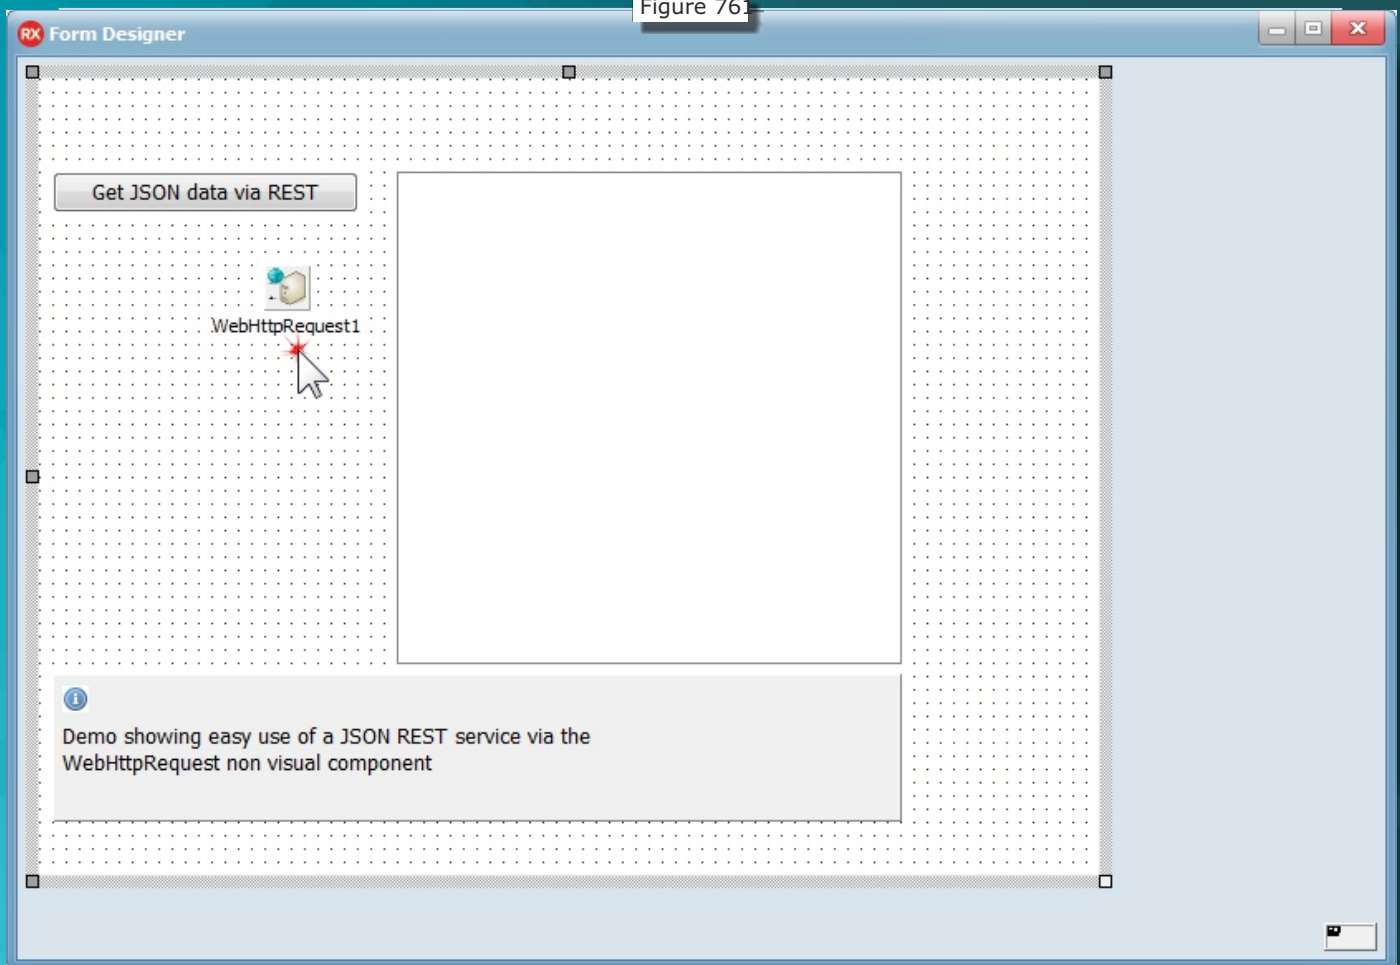 Figure 761
RX Form Designer
Get JSON data via REST
WebHttpRequest1
Demo showing easy use of a JSON REST service via the
WebHttpRequest non visual component